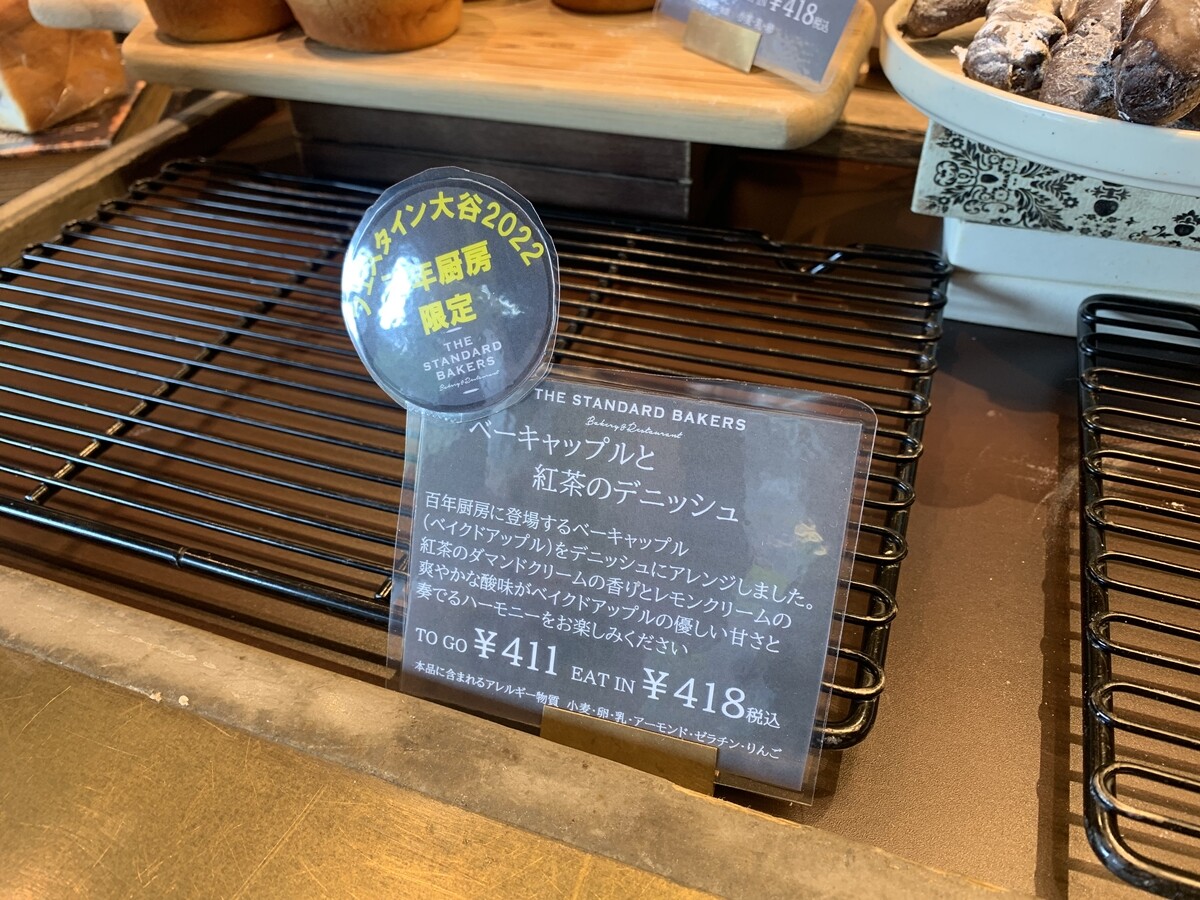 ¥418税込
フェスタイン大谷2022
百年厨房
限定
THE
STANDARD
BAKERS
Bakery & Restaurant
THE STANDARD BAKERS
Bakery & Restaurant
ベーキャップルと
紅茶のデニッシュ
百年厨房に登場するベーキャップル
(ベイクドアップル)をデニッシュにアレンジしました。
紅茶のダマンドクリームの香りとレモンクリームの
爽やかな酸味がベイクドアップルの優しい甘さと
奏でるハーモニーをお楽しみください
TO GO ¥411 EAT IN ¥418税込
本品に含まれるアレルギー物質 小麦・卵・乳・アーモンド・ゼラチン・りんご